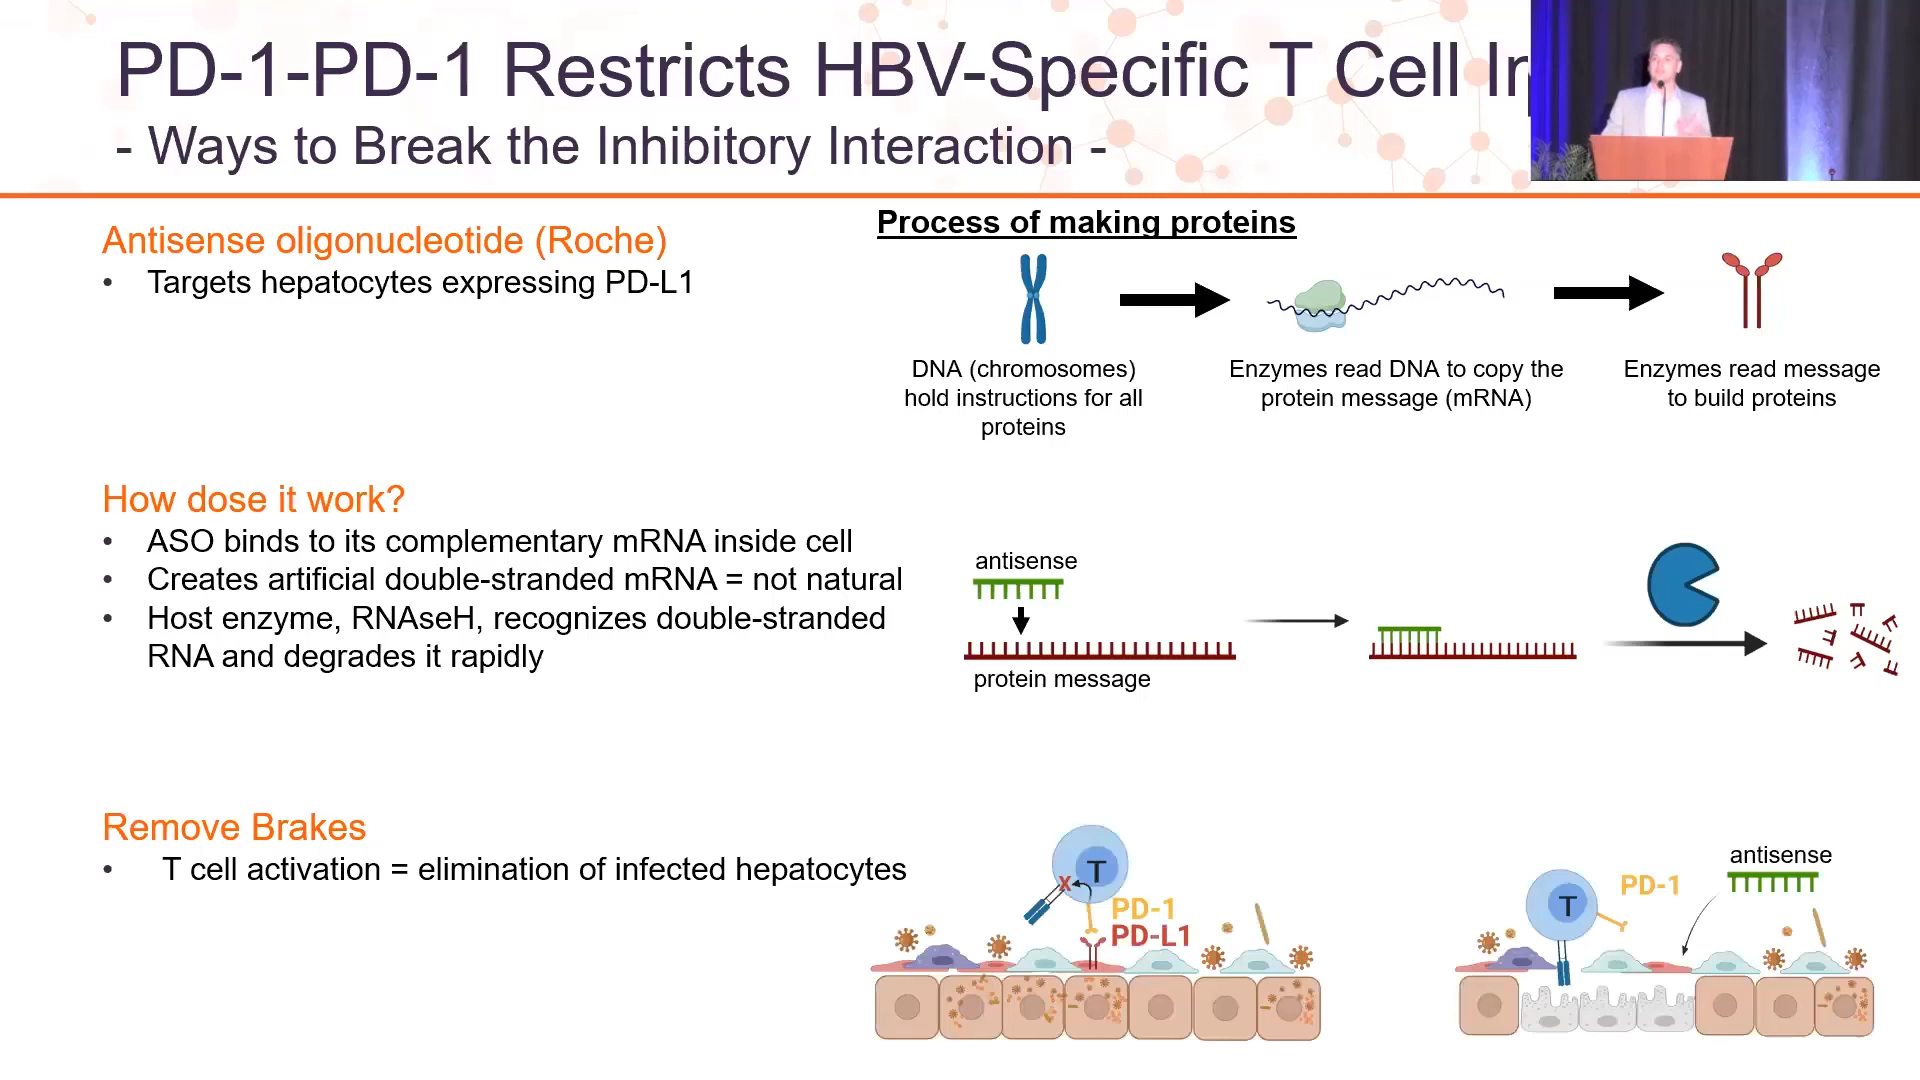 PD-1-PD-1 Restricts HBV-Specific T Cell
- Ways to Break the Inhibitory Interaction -
Antisense oligonucleotide (Roche)
• Targets hepatocytes expressing PD-L1
Process of making proteins
DNA (chromosomes)
hold instructions for all
proteins
Enzymes read DNA to copy the
protein message (mRNA)
Enzymes read message
to build proteins
How dose it work?
• ASO binds to its complementary mRNA inside cell
• Creates artificial double-stranded mRNA = not natural
• Host enzyme, RNAseH, recognizes double-stranded
RNA and degrades it rapidly
antisense
protein message
Remove Brakes
• T cell activation = elimination of infected hepatocytes
T
X
PD-1
PD-L1
T
PD-1
antisense